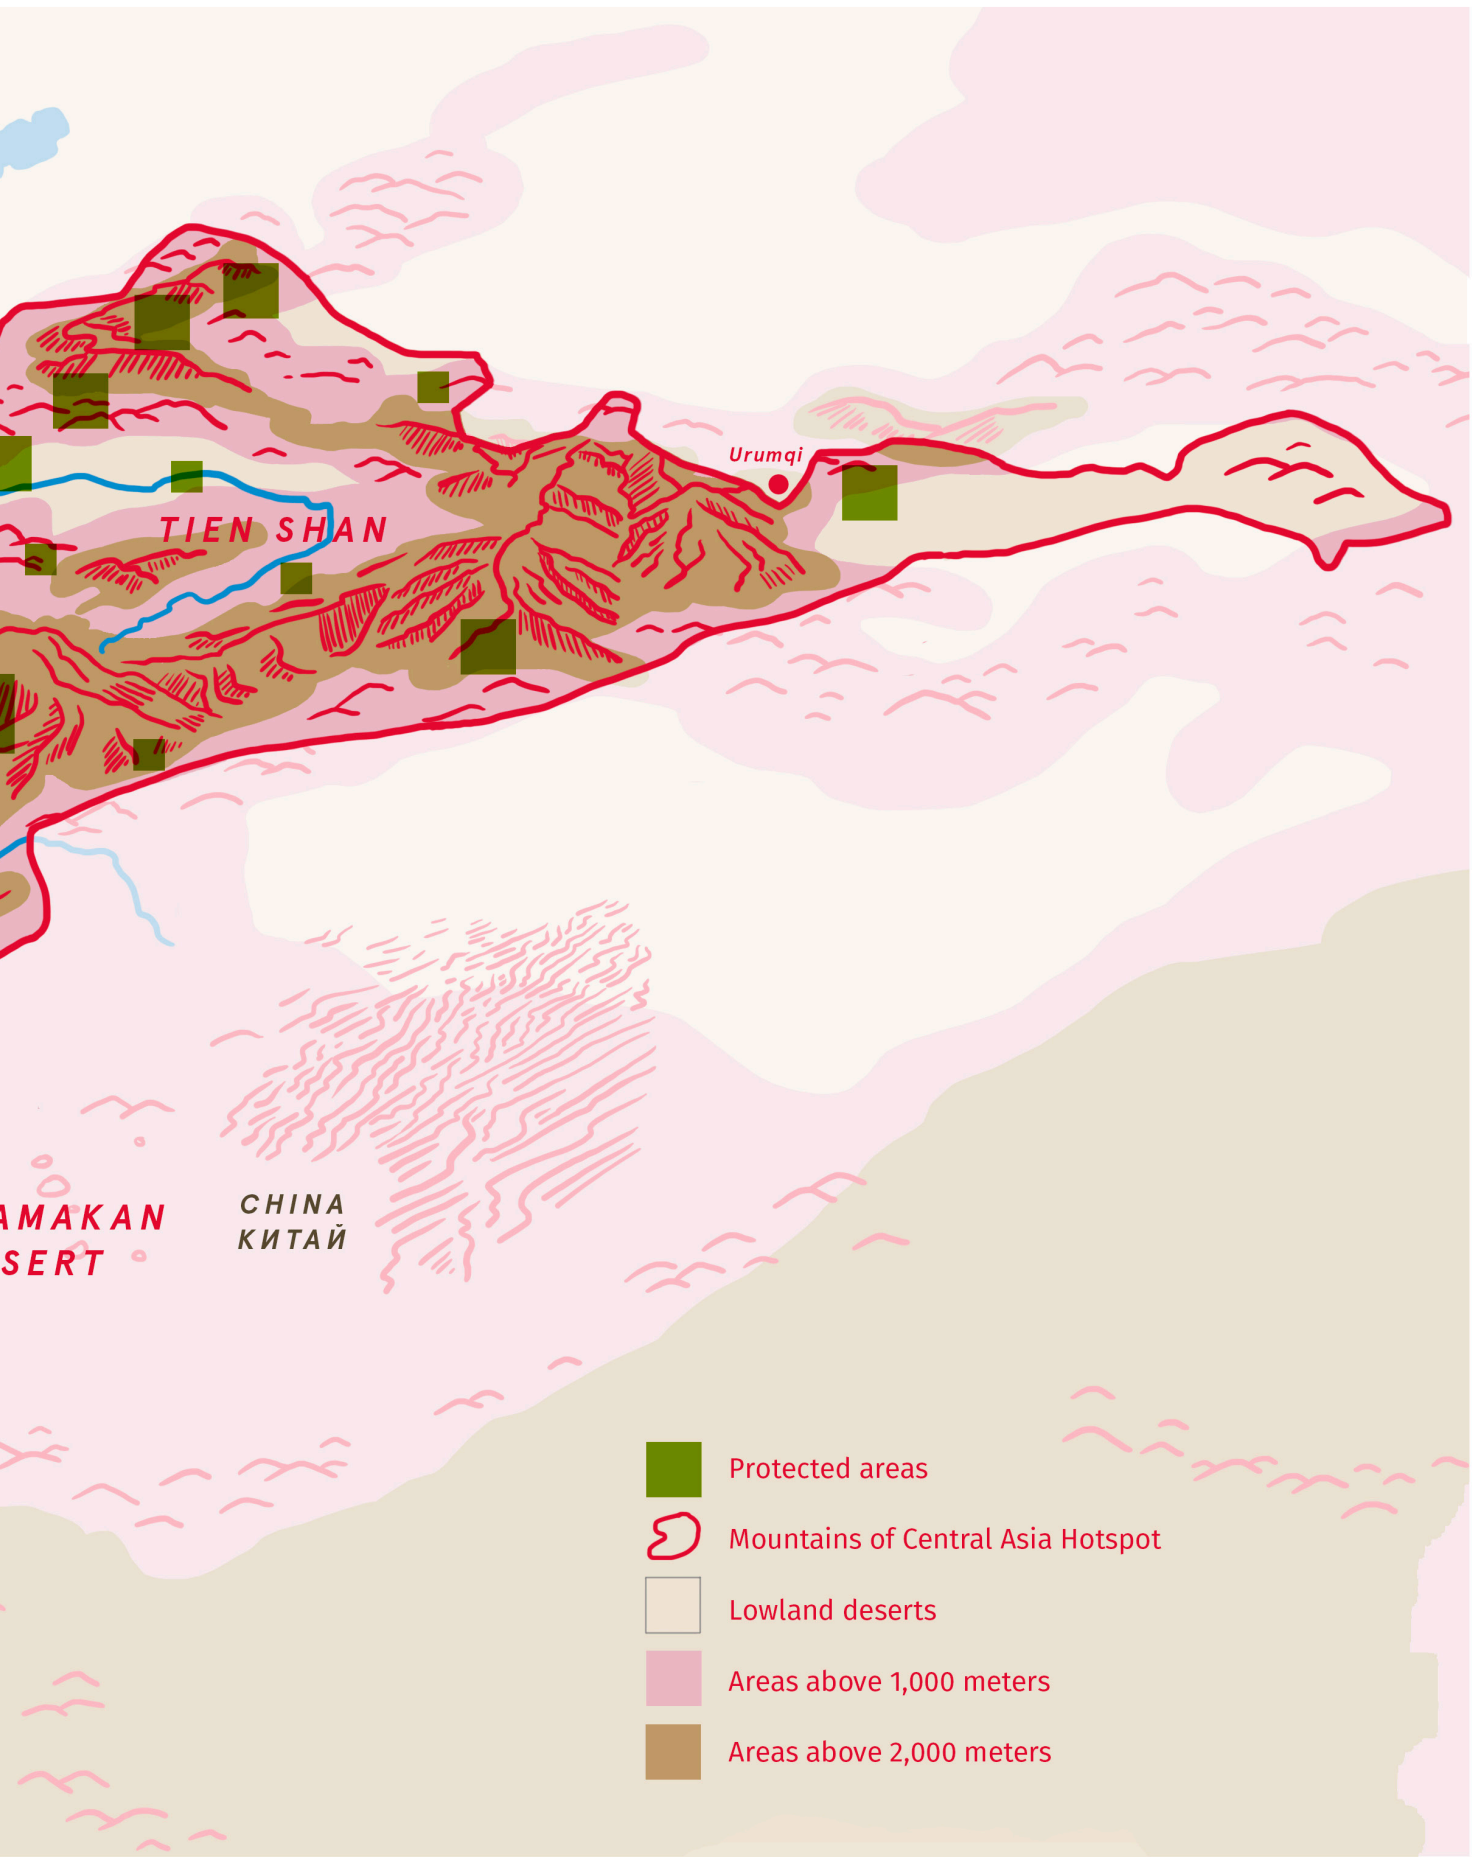 Urumqi
TIEN SHAN
AMAKAN
SERT
CHINA
КИТАЙ
Protected areas
Mountains of Central Asia Hotspot
Lowland deserts
Areas above 1,000 meters
Areas above 2,000 meters